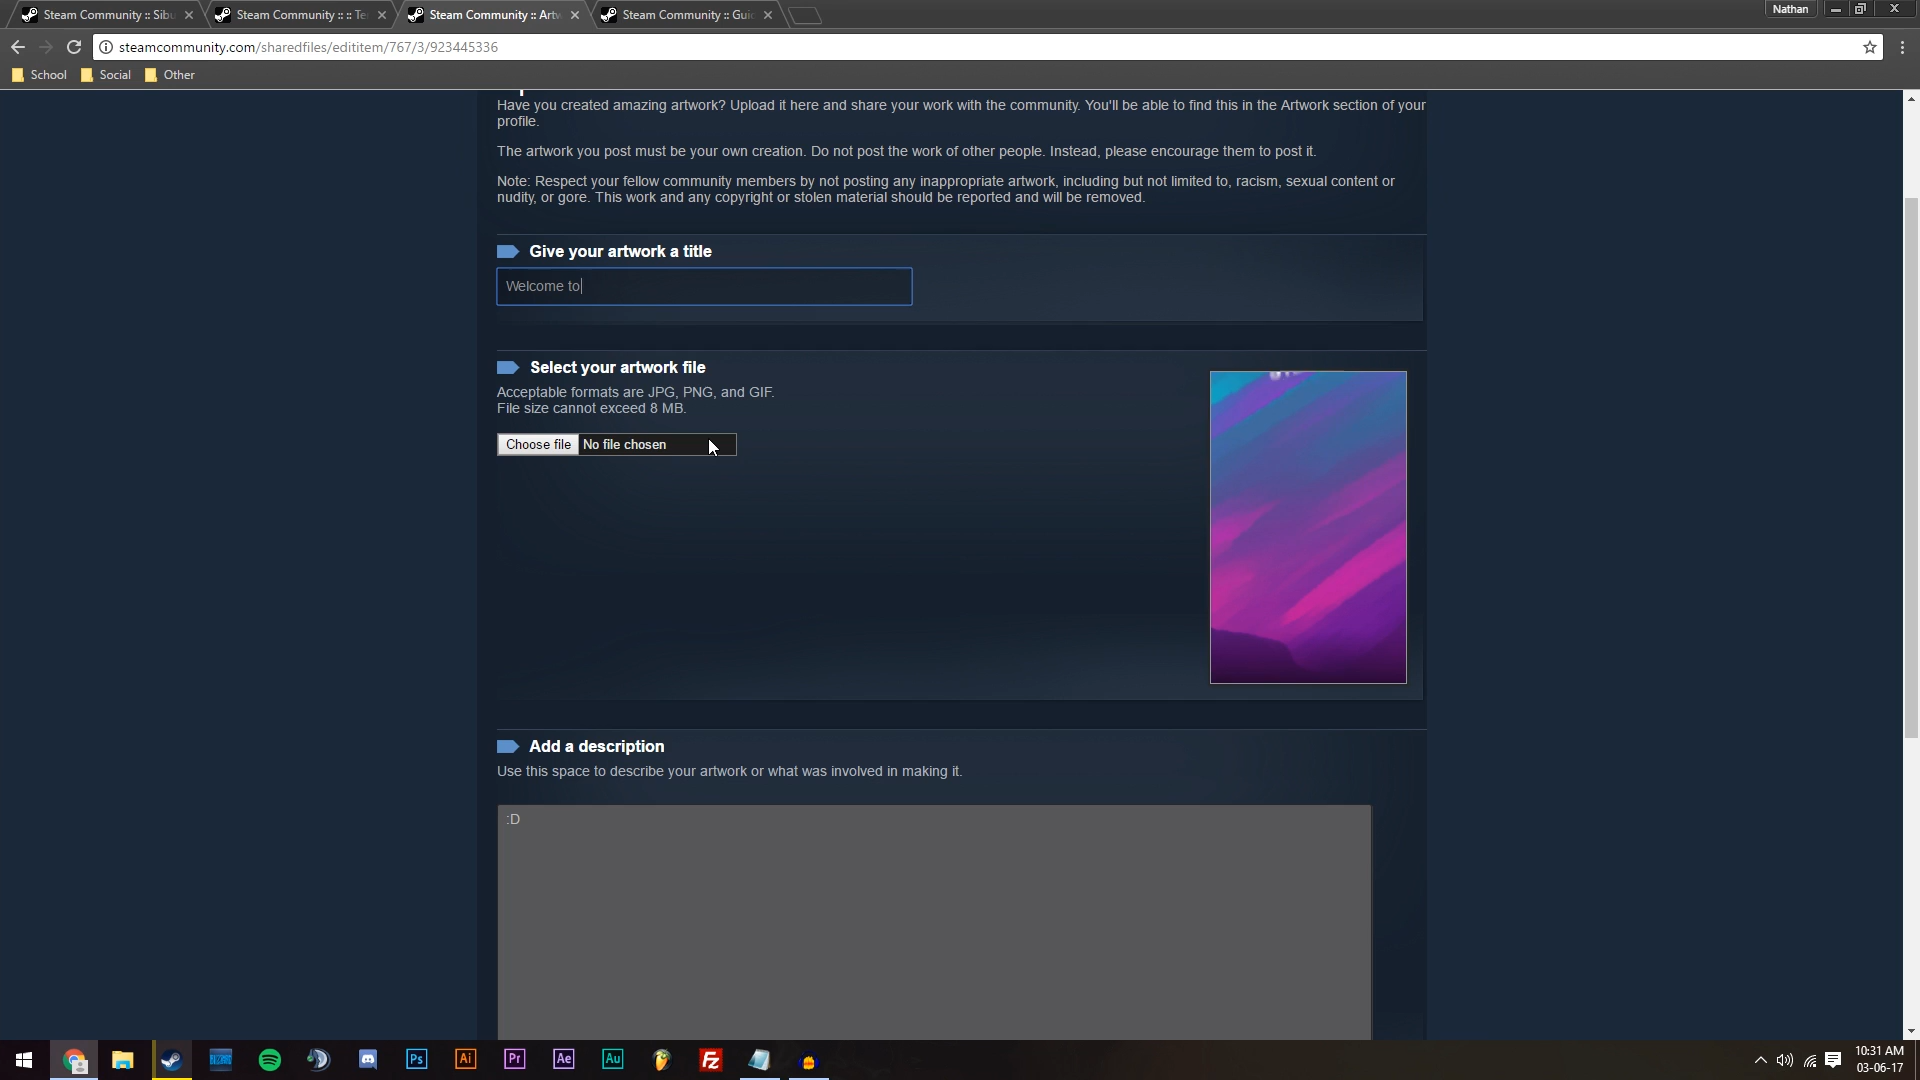 Steam Community :: Sibu
Steam Community :: :: Te
Steam Community :: Artw
Steam Community :: Guid
Nathan
steamcommunity.com/sharedfiles/edititem/767/3/923445336
School
Social
Other
Have you created amazing artwork? Upload it here and share your work with the community. You'll be able to find this in the Artwork section of your
profile.
The artwork you post must be your own creation. Do not post the work of other people. Instead, please encourage them to post it.
Note: Respect your fellow community members by not posting any inappropriate artwork, including but not limited to, racism, sexual content or
nudity, or gore. This work and any copyright or stolen material should be reported and will be removed.
Give your artwork a title
Welcome to
Select your artwork file
Acceptable formats are JPG, PNG, and GIF.
File size cannot exceed 8 MB.
Choose file No file chosen
Add a description
Use this space to describe your artwork or what was involved in making it.
:D
Ps
Ai
Pr
Ae
Au
Fz
10:31 AM
03-06-17